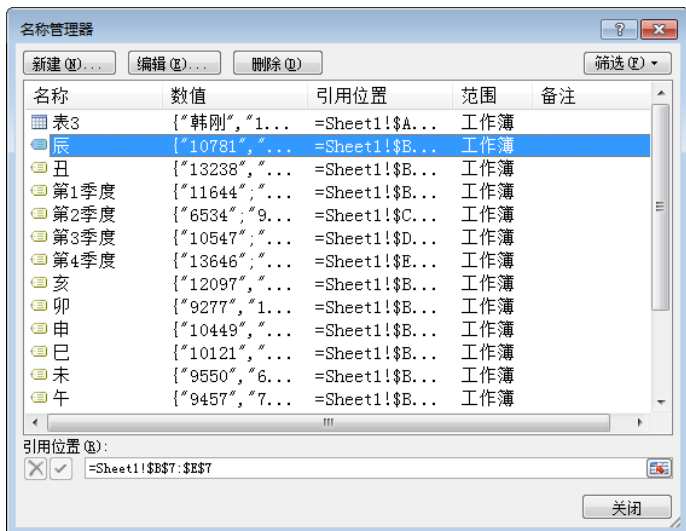 名称管理器
新建(N)... 编辑(E)... 删除(D) 筛选(F)
名称 数值 引用位置 范围 备注
表3 {"韩刚","1... =Sheet1!$A... 工作簿
辰 {"10781","... =Sheet1!$B... 工作簿
丑 {"13238","... =Sheet1!$B... 工作簿
第1季度 {"11644";"... =Sheet1!$B... 工作簿
第2季度 {"6534";"9... =Sheet1!$C... 工作簿
第3季度 {"10547";"... =Sheet1!$D... 工作簿
第4季度 {"13646";"... =Sheet1!$E... 工作簿
亥 {"12097","... =Sheet1!$B... 工作簿
卯 {"9277","1... =Sheet1!$B... 工作簿
申 {"10449","... =Sheet1!$B... 工作簿
巳 {"10121","... =Sheet1!$B... 工作簿
未 {"9550","6... =Sheet1!$B... 工作簿
午 {"9457","7... =Sheet1!$B... 工作簿
引用位置(R):
=Sheet1!$B$7:$E$7
关闭